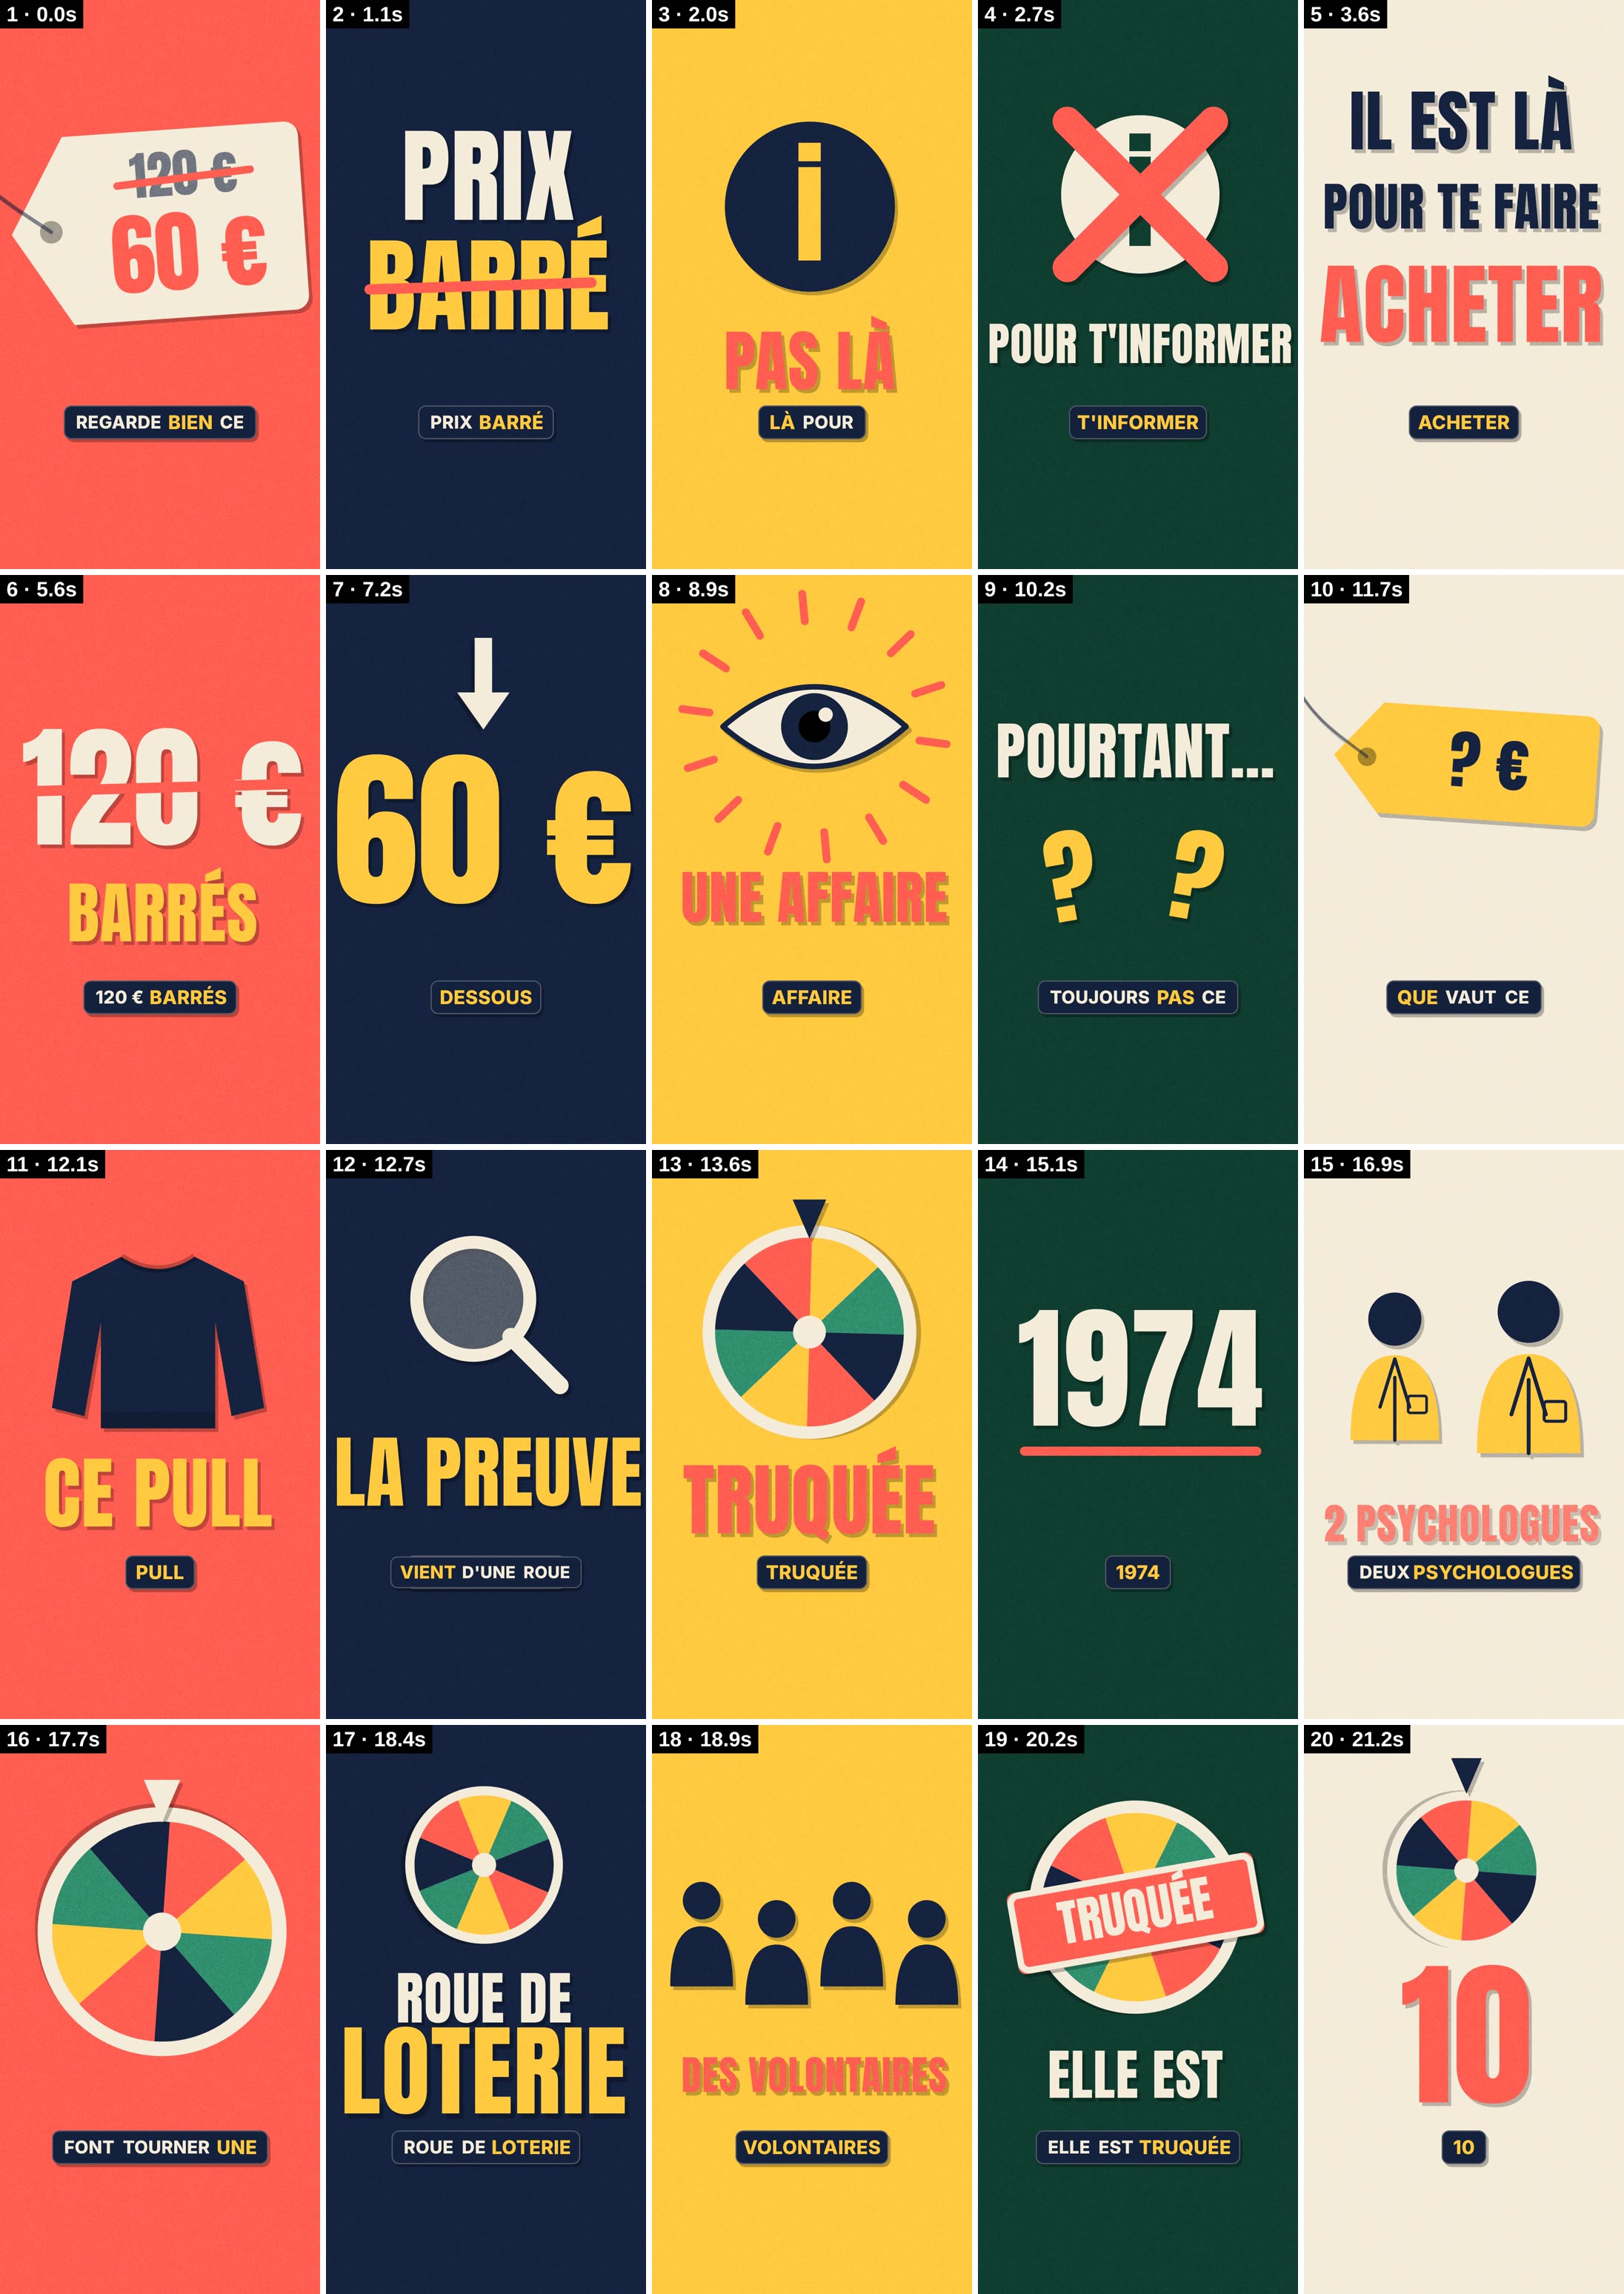 1 · 0.0s
120 €
60 €
REGARDE BIEN CE
2 · 1.1s
PRIX
BARRÉ
PRIX BARRÉ
3 · 2.0s
i
PAS LÀ
LÀ POUR
4 · 2.7s
i
POUR T'INFORMER
T'INFORMER
5 · 3.6s
IL EST LÀ
POUR TE FAIRE
ACHETER
ACHETER
6 · 5.6s
120 €
BARRÉS
120 € BARRÉS
7 · 7.2s
60 €
DESSOUS
8 · 8.9s
UNE AFFAIRE
AFFAIRE
9 · 10.2s
POURTANT...
? ?
TOUJOURS PAS CE
10 · 11.7s
? €
QUE VAUT CE
11 · 12.1s
CE PULL
PULL
12 · 12.7s
LA PREUVE
VIENT D'UNE ROUE
13 · 13.6s
TRUQUÉE
TRUQUÉE
14 · 15.1s
1974
1974
15 · 16.9s
2 PSYCHOLOGUES
DEUX PSYCHOLOGUES
16 · 17.7s
FONT TOURNER UNE
17 · 18.4s
ROUE DE
LOTERIE
ROUE DE LOTERIE
18 · 18.9s
DES VOLONTAIRES
VOLONTAIRES
19 · 20.2s
TRUQUÉE
ELLE EST
ELLE EST TRUQUÉE
20 · 21.2s
10
10